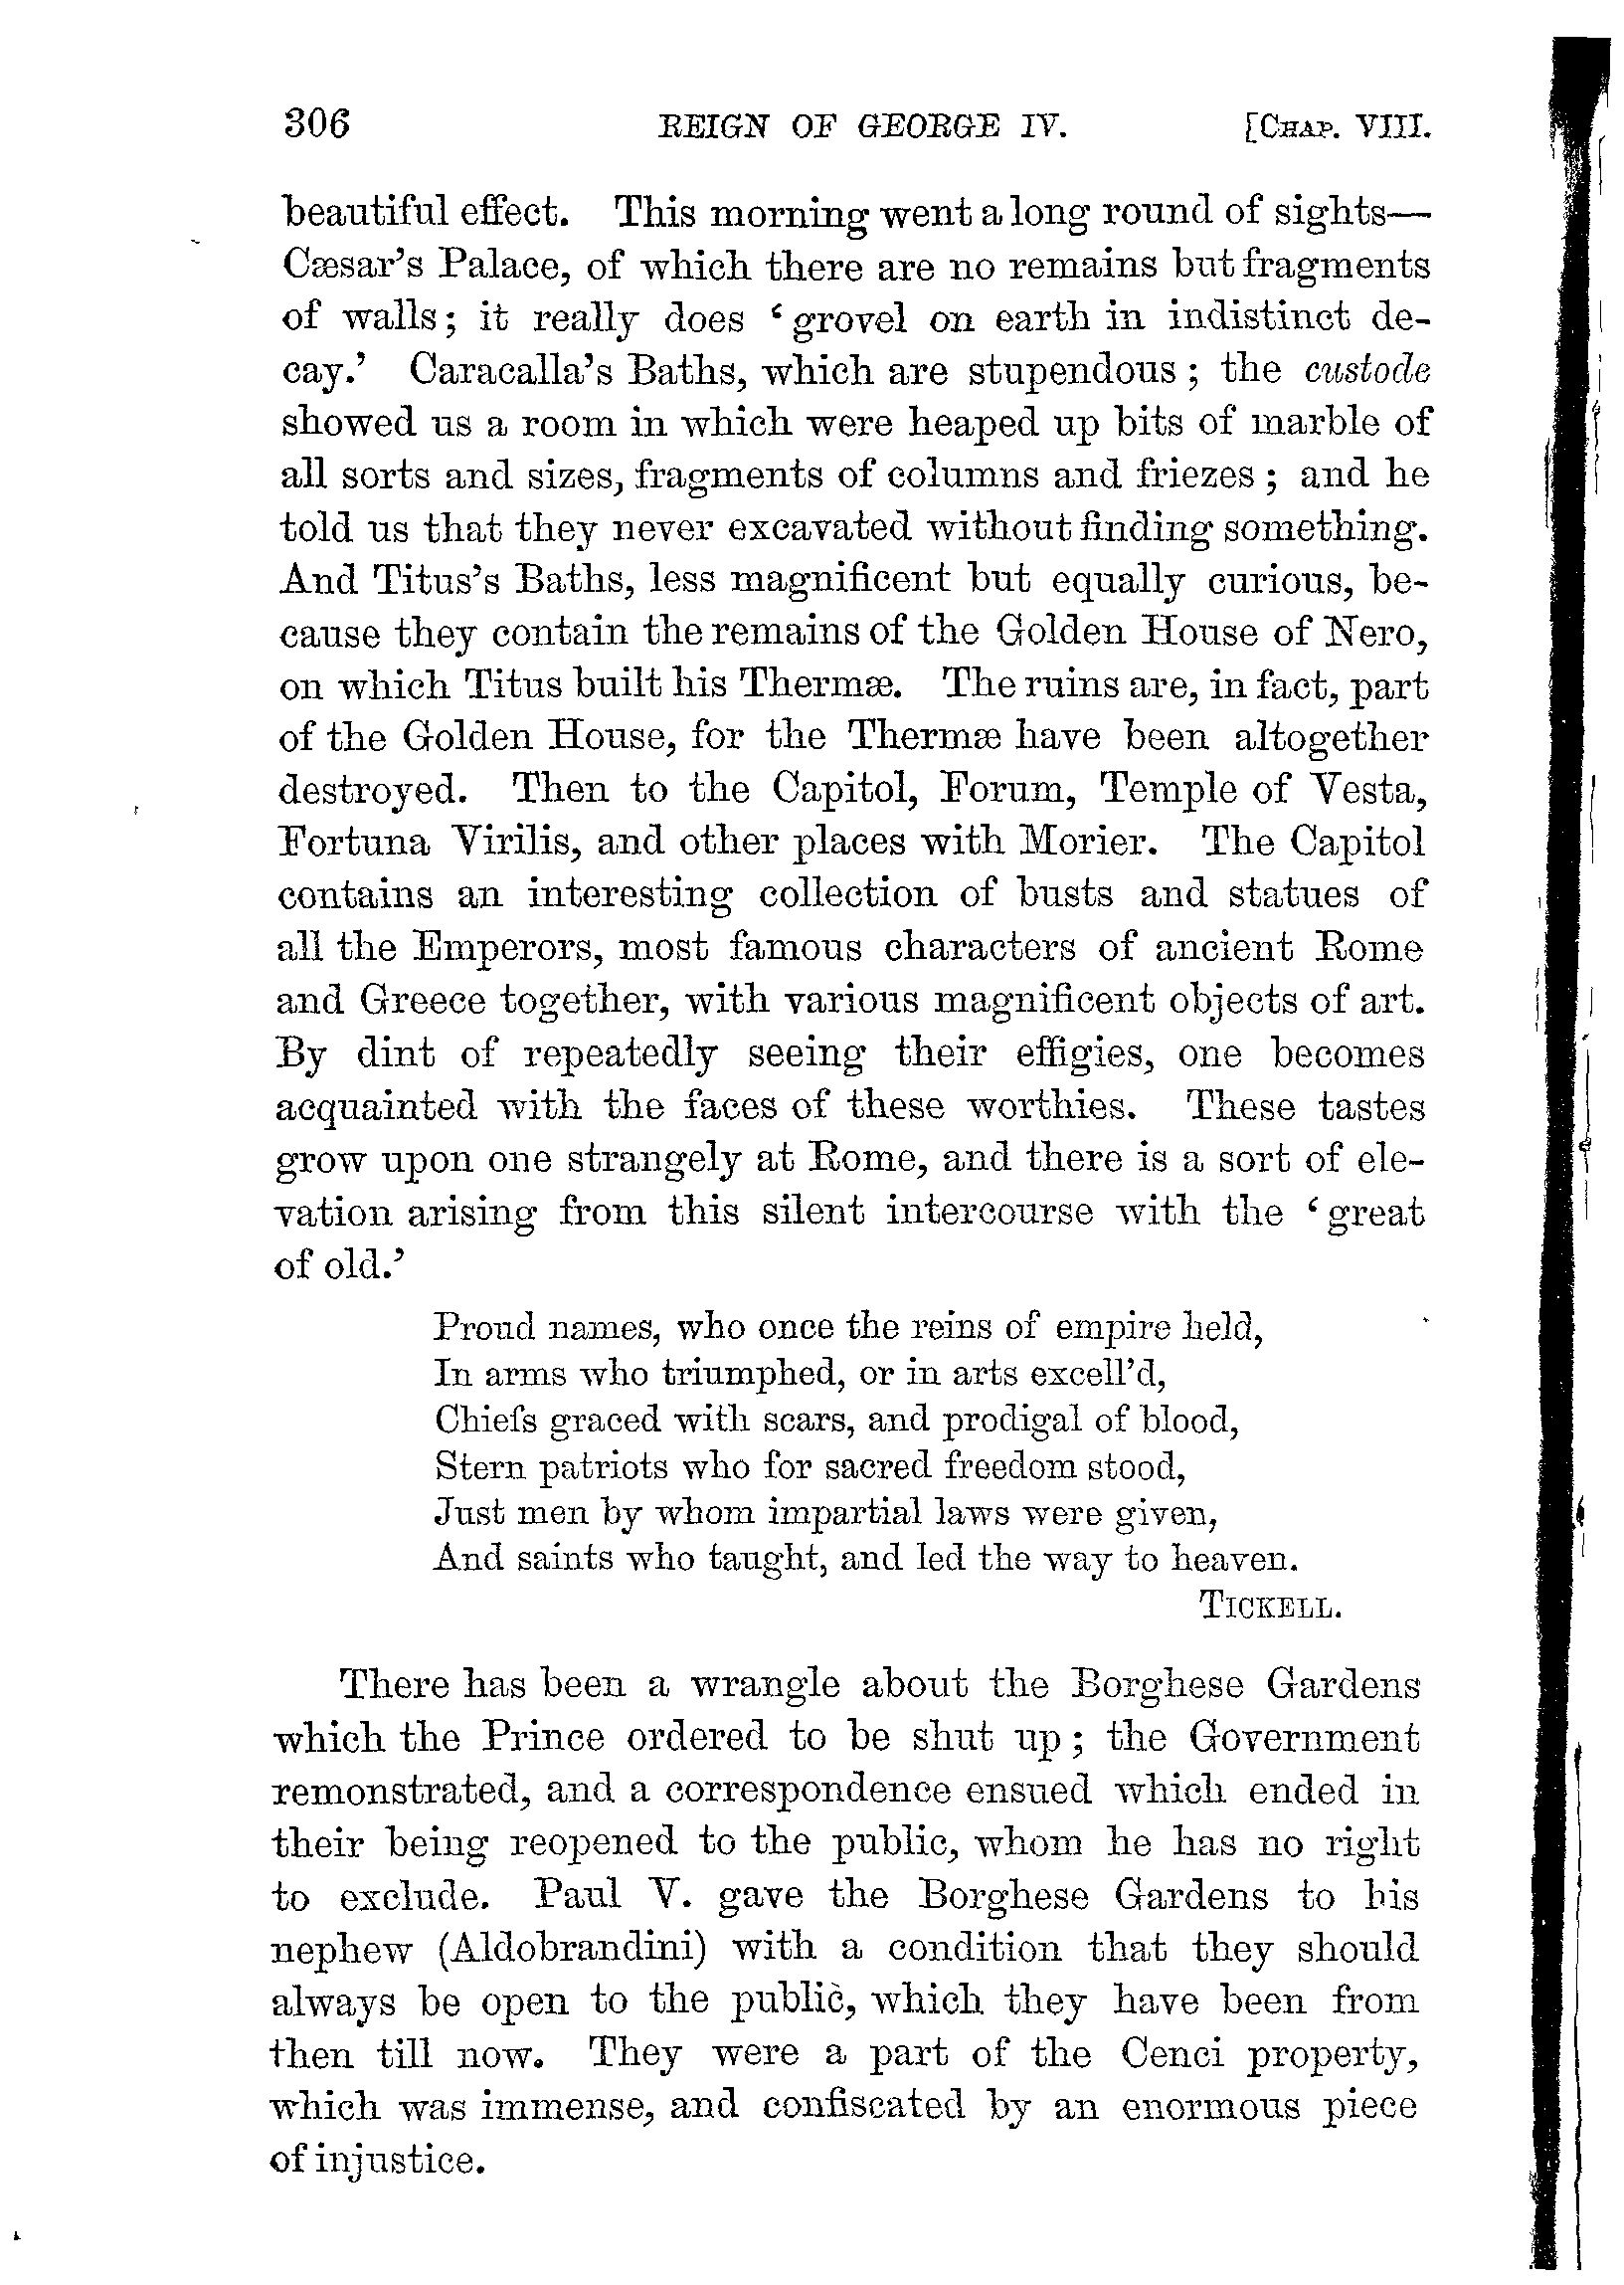 306 REIGN OF GEORGE IV. [CHAP. VIII.
beautiful effect. This morning went a long round of sights—
Cæsar's Palace, of which there are no remains but fragments
of walls; it really does ‘grovel on earth in indistinct de-
cay.’ Caracalla's Baths, which are stupendous; the custode
showed us a room in which were heaped up bits of marble of
all sorts and sizes, fragments of columns and friezes; and he
told us that they never excavated without finding something.
And Titus's Baths, less magnificent but equally curious, be-
cause they contain the remains of the Golden House of Nero,
on which Titus built his Thermæ. The ruins are, in fact, part
of the Golden House, for the Thermæ have been altogether
destroyed. Then to the Capitol, Forum, Temple of Vesta,
Fortuna Virilis, and other places with Morier. The Capitol
contains an interesting collection of busts and statues of
all the Emperors, most famous characters of ancient Rome
and Greece together, with various magnificent objects of art.
By dint of repeatedly seeing their effigies, one becomes
acquainted with the faces of these worthies. These tastes
grow upon one strangely at Rome, and there is a sort of ele-
vation arising from this silent intercourse with the ‘great
of old.’
Proud names, who once the reins of empire held,
In arms who triumphed, or in arts excell'd,
Chiefs graced with scars, and prodigal of blood,
Stern patriots who for sacred freedom stood,
Just men by whom impartial laws were given,
And saints who taught, and led the way to heaven.
TICKELL.
There has been a wrangle about the Borghese Gardens
which the Prince ordered to be shut up; the Government
remonstrated, and a correspondence ensued which ended in
their being reopened to the public, whom he has no right
to exclude. Paul V. gave the Borghese Gardens to his
nephew (Aldobrandini) with a condition that they should
always be open to the public, which they have been from
then till now. They were a part of the Cenci property,
which was immense, and confiscated by an enormous piece
of injustice.